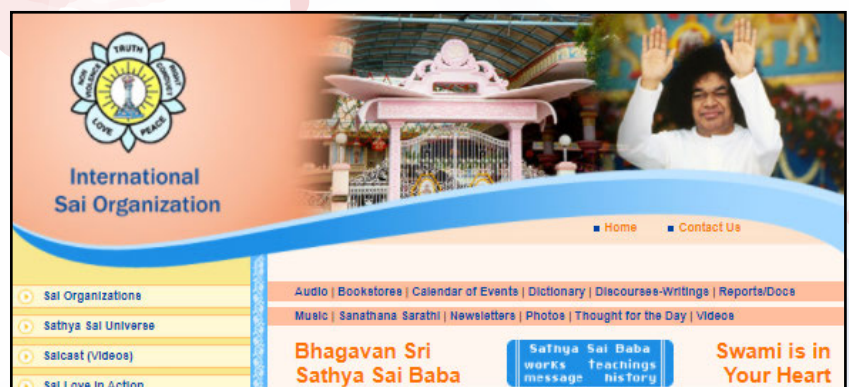 TRUTH
RIGHT CONDUCT
PEACE
LOVE
NON VIOLENCE
International
Sai Organization
Home
Contact Us
Sai Organizations
Sathya Sai Universe
Saicast (Videos)
Sai Love in Action
Audio | Bookstores | Calendar of Events | Dictionary | Discourses-Writings | Reports/Docs
Music | Sanathana Sarathi | Newsletters | Photos | Thought for the Day | Videos
Bhagavan Sri
Sathya Sai Baba
Sathya Sai Baba
works teachings
message history
Swami is in
Your Heart